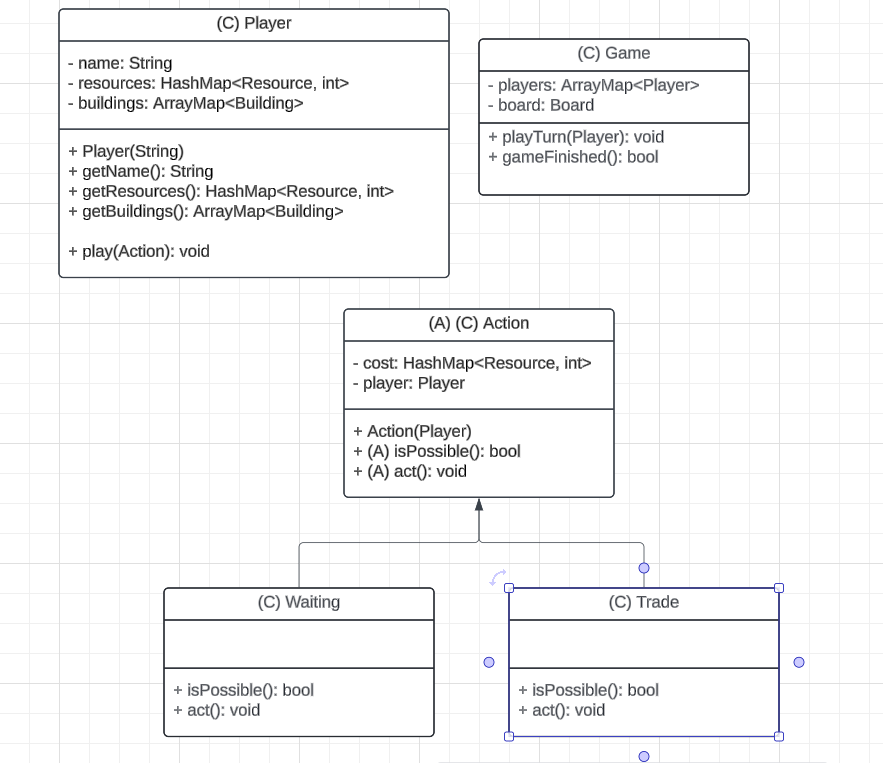 (C) Player
- name: String
- resources: HashMap<Resource, int>
- buildings: ArrayMap<Building>
+ Player(String)
+ getName(): String
+ getResources(): HashMap<Resource, int>
+ getBuildings(): ArrayMap<Building>
+ play(Action): void
(C) Game
- players: ArrayMap<Player>
- board: Board
+ playTurn(Player): void
+ gameFinished(): bool
(A) (C) Action
- cost: HashMap<Resource, int>
- player: Player
+ Action(Player)
+ (A) isPossible(): bool
+ (A) act(): void
(C) Waiting
+ isPossible(): bool
+ act(): void
(C) Trade
+ isPossible(): bool
+ act(): void